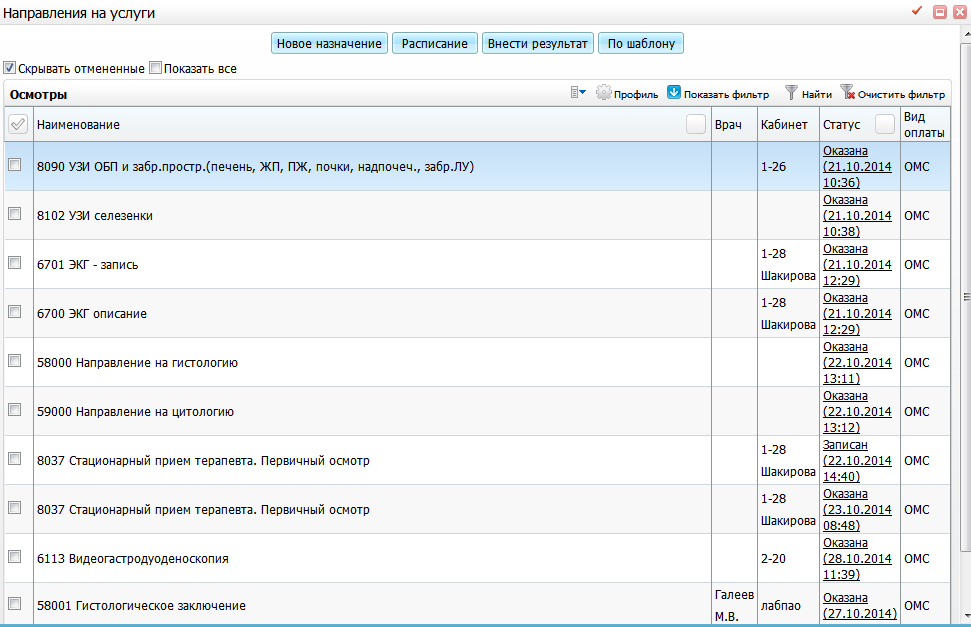 Направления на услуги
Новое назначение Расписание Внести результат По шаблону
Скрывать отмененные Показать все
Осмотры Профиль Показать фильтр Найти Очистить фильтр
Наименование Врач Кабинет Статус Вид
оплаты
8090 УЗИ ОБП и забр.простр.(печень, ЖП, ПЖ, почки, надпочеч., забр.ЛУ) 1-26 Оказана
(21.10.2014
10:36) ОМС
8102 УЗИ селезенки Оказана
(21.10.2014
10:38) ОМС
6701 ЭКГ - запись 1-28
Шакирова Оказана
(21.10.2014
12:29) ОМС
6700 ЭКГ описание 1-28
Шакирова Оказана
(21.10.2014
12:29) ОМС
58000 Направление на гистологию Оказана
(22.10.2014
13:11) ОМС
59000 Направление на цитологию Оказана
(22.10.2014
13:12) ОМС
8037 Стационарный прием терапевта. Первичный осмотр 1-28
Шакирова Записан
(22.10.2014
14:40) ОМС
8037 Стационарный прием терапевта. Первичный осмотр 1-28
Шакирова Оказана
(23.10.2014
08:48) ОМС
6113 Видеогастродуоденоскопия 2-20 Оказана
(28.10.2014
11:39) ОМС
58001 Гистологическое заключение Галеев
М.В. лабпао Оказана
(27.10.2014) ОМС